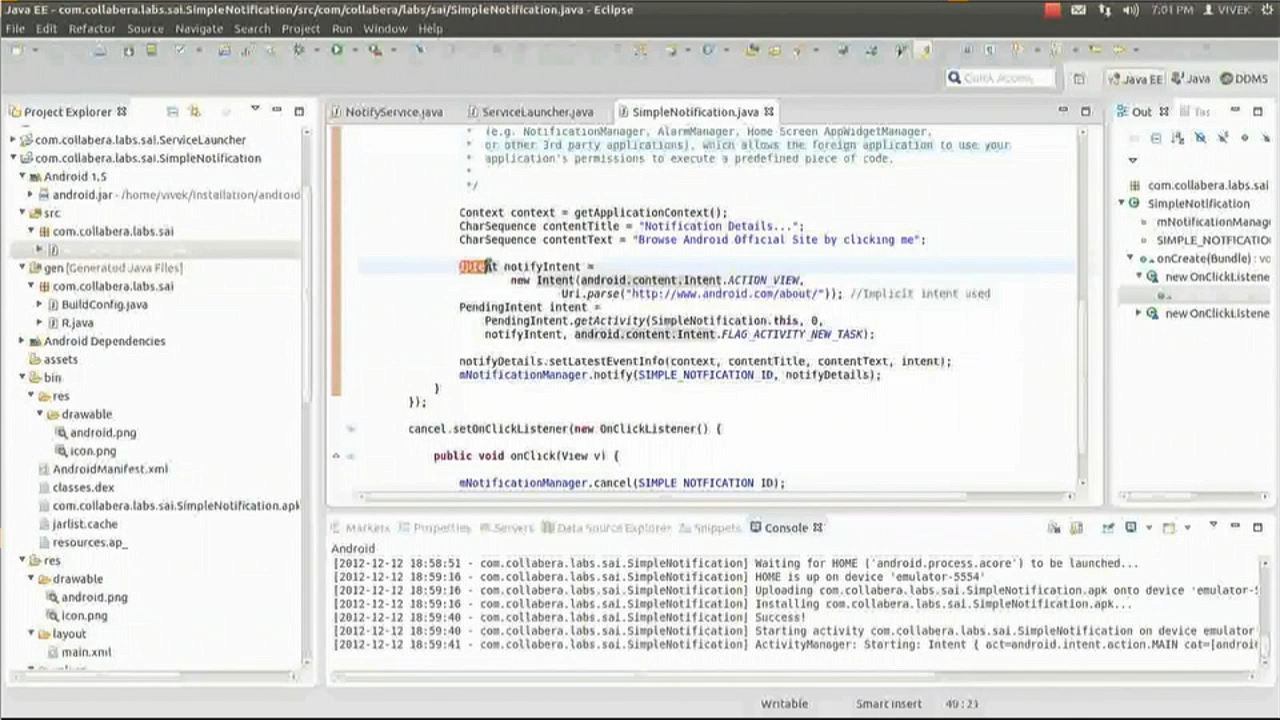 Java EE - com.collabera.labs.sai.SimpleNotification/src/com/collabera/labs/sai/SimpleNotification.java - Eclipse
7:01 PM VIVEK
File Edit Refactor Source Navigate Search Project Run Window Help
Quick Access
Java EE Java DDMS
Project Explorer
com.collabera.labs.sai.ServiceLauncher
com.collabera.labs.sai.SimpleNotification
Android 1.5
android.jar - /home/vivek/Installation/android
src
com.collabera.labs.sai
gen [Generated Java Files]
com.collabera.labs.sai
BuildConfig.java
R.java
Android Dependencies
assets
bin
res
drawable
android.png
icon.png
AndroidManifest.xml
classes.dex
com.collabera.labs.sai.SimpleNotification.apk
jarlist.cache
resources.ap_
res
drawable
android.png
icon.png
layout
main.xml
NotifyService.java ServiceLauncher.java SimpleNotification.java
* (e.g. NotificationManager, AlarmManager, Home Screen AppWidgetManager,
* or other 3rd party applications), which allows the foreign application to use your
* application's permissions to execute a predefined piece of code.
*
*/
Context context = getApplicationContext();
CharSequence contentTitle = "Notification Details...";
CharSequence contentText = "Browse Android Official Site by clicking me";
notifyIntent =
new Intent(android.content.Intent.ACTION_VIEW,
Uri.parse("http://www.android.com/about/")); //Implicit intent used
PendingIntent intent =
PendingIntent.getActivity(SimpleNotification.this, 0,
notifyIntent, android.content.Intent.FLAG_ACTIVITY_NEW_TASK);
notifyDetails.setLatestEventInfo(context, contentTitle, contentText, intent);
mNotificationManager.notify(SIMPLE_NOTFICATION_ID, notifyDetails);
}
});
cancel.setOnClickListener(new OnClickListener() {
public void onClick(View v) {
mNotificationManager.cancel(SIMPLE_NOTFICATION_ID);
Out Tas
com.collabera.labs.sai
SimpleNotification
mNotificationManag
SIMPLE_NOTIFICATIO
onCreate(Bundle) : vo
new OnClickListene
new OnClickListene
Markers Properties Servers Data Source Explorer Snippets Console
Android
[2012-12-12 18:58:51 - com.collabera.labs.sai.SimpleNotification] Waiting for HOME ('android.process.acore') to be launched...
[2012-12-12 18:59:16 - com.collabera.labs.sai.SimpleNotification] HOME is up on device 'emulator-5554'
[2012-12-12 18:59:16 - com.collabera.labs.sai.SimpleNotification] Uploading com.collabera.labs.sai.SimpleNotification.apk onto device 'emulator-5
[2012-12-12 18:59:16 - com.collabera.labs.sai.SimpleNotification] Installing com.collabera.labs.sai.SimpleNotification.apk...
[2012-12-12 18:59:40 - com.collabera.labs.sai.SimpleNotification] Success!
[2012-12-12 18:59:40 - com.collabera.labs.sai.SimpleNotification] Starting activity com.collabera.labs.sai.SimpleNotification on device emulator
[2012-12-12 18:59:41 - com.collabera.labs.sai.SimpleNotification] ActivityManager: Starting: Intent { act=android.intent.action.MAIN cat=[androi
Writable Smart Insert 49 : 23